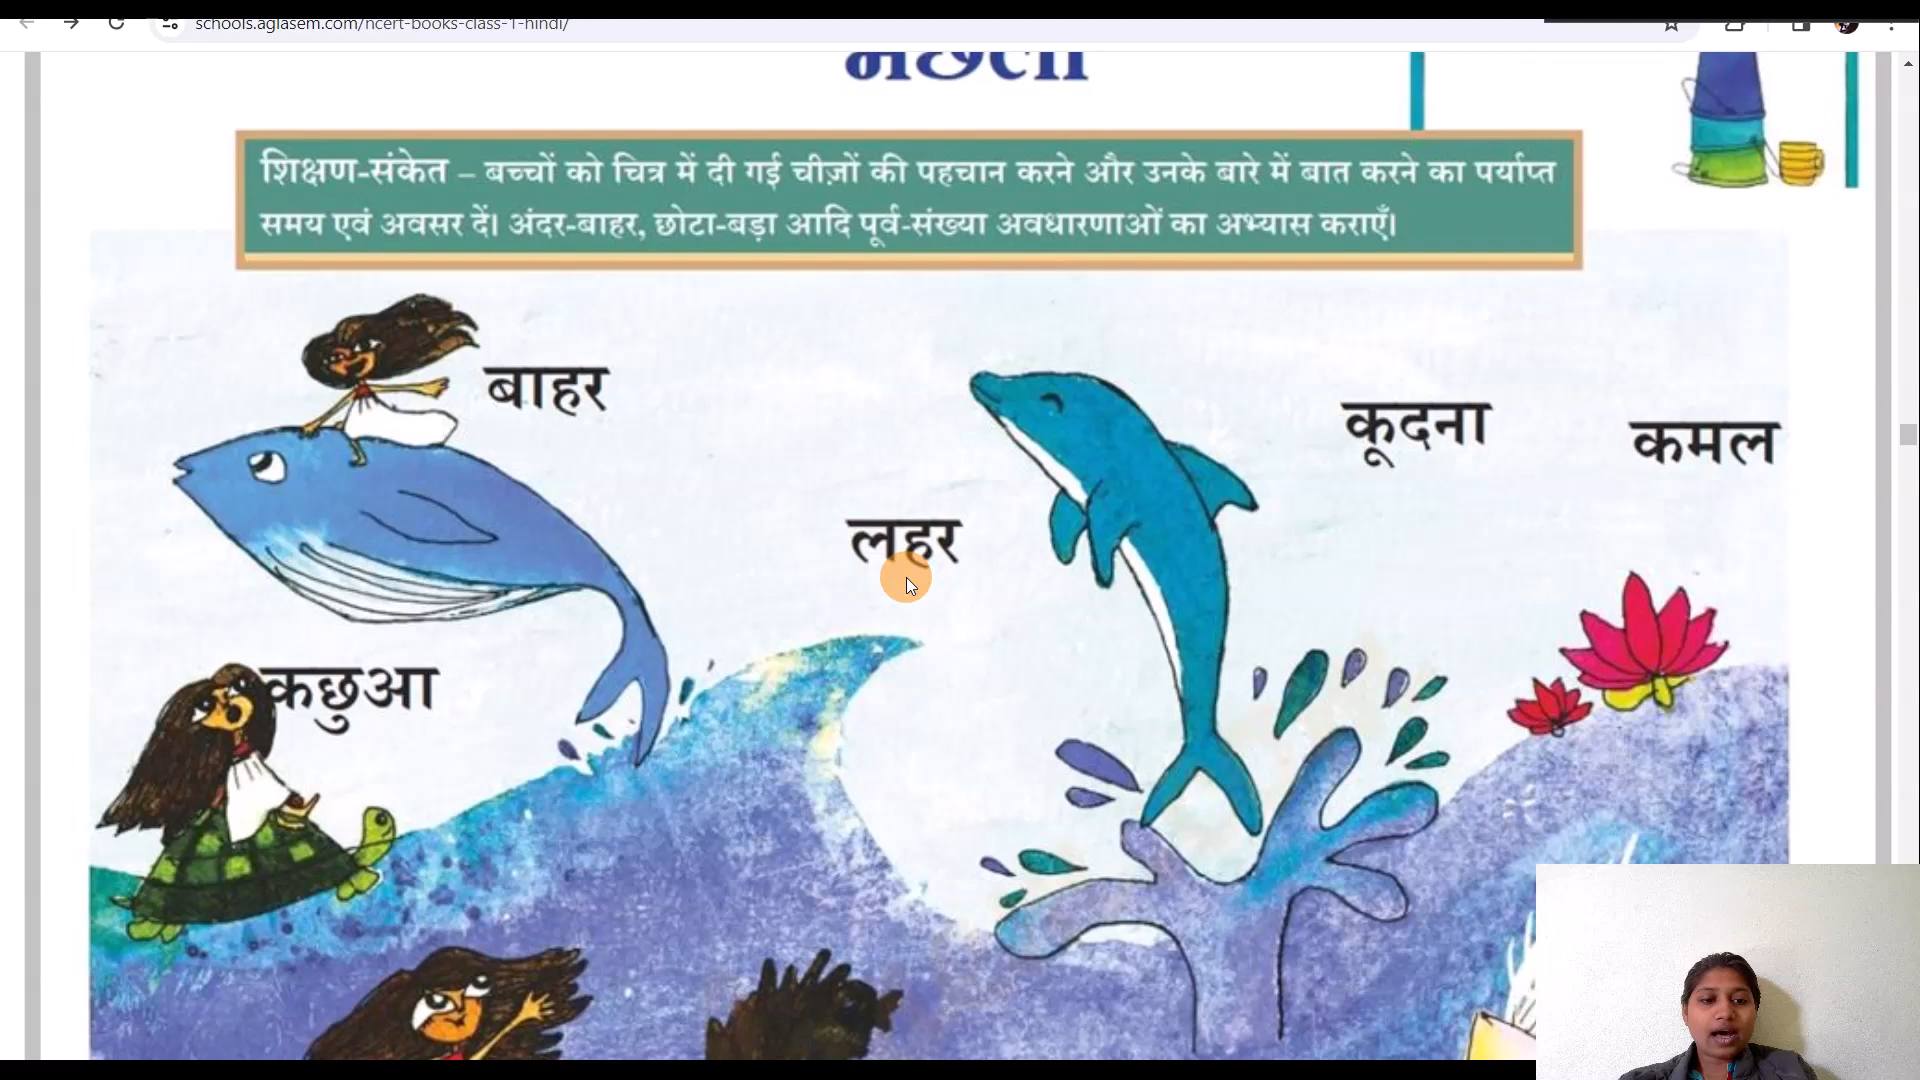 schools.aglasem.com/ncert-books-class-1-hindi/
मछली
शिक्षण-संकेत – बच्चों को चित्र में दी गई चीज़ों की पहचान करने और उनके बारे में बात करने का पर्याप्त
समय एवं अवसर दें। अंदर-बाहर, छोटा-बड़ा आदि पूर्व-संख्या अवधारणाओं का अभ्यास कराएँ।
बाहर
कूदना
कमल
लहर
कछुआ